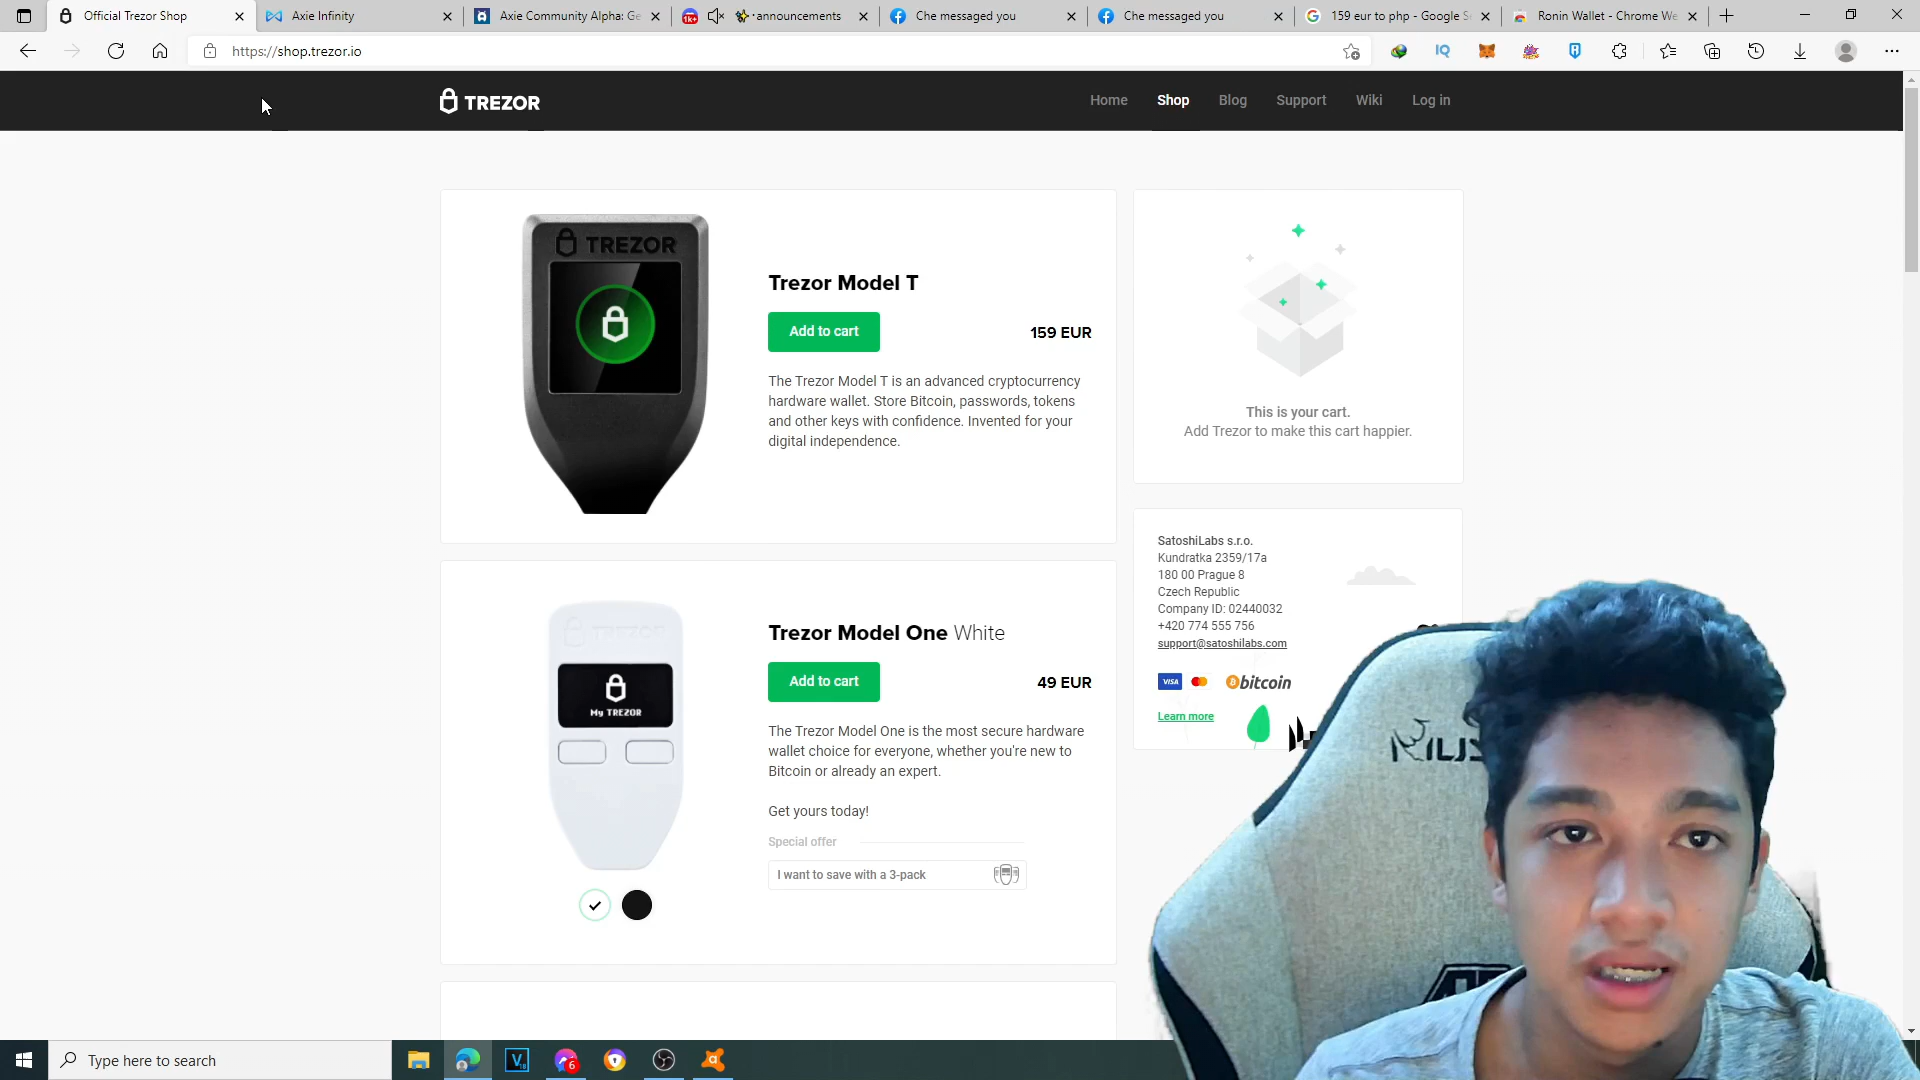 Official Trezor Shop
Axie Infinity
Axie Community Alpha: Ge
announcements
Che messaged you
Che messaged you
159 eur to php - Google S
Ronin Wallet - Chrome We
https://shop.trezor.io
TREZOR
Home
Shop
Blog
Support
Wiki
Log in
TREZOR
Trezor Model T
Add to cart
159 EUR
The Trezor Model T is an advanced cryptocurrency
hardware wallet. Store Bitcoin, passwords, tokens
and other keys with confidence. Invented for your
digital independence.
This is your cart.
Add Trezor to make this cart happier.
SatoshiLabs s.r.o.
Kundratka 2359/17a
180 00 Prague 8
Czech Republic
Company ID: 02440032
+420 774 555 756
support@satoshilabs.com
VISA
bitcoin
Learn more
TREZOR
My TREZOR
Trezor Model One White
Add to cart
49 EUR
The Trezor Model One is the most secure hardware
wallet choice for everyone, whether you're new to
Bitcoin or already an expert.
Get yours today!
Special offer
I want to save with a 3-pack
Type here to search
6